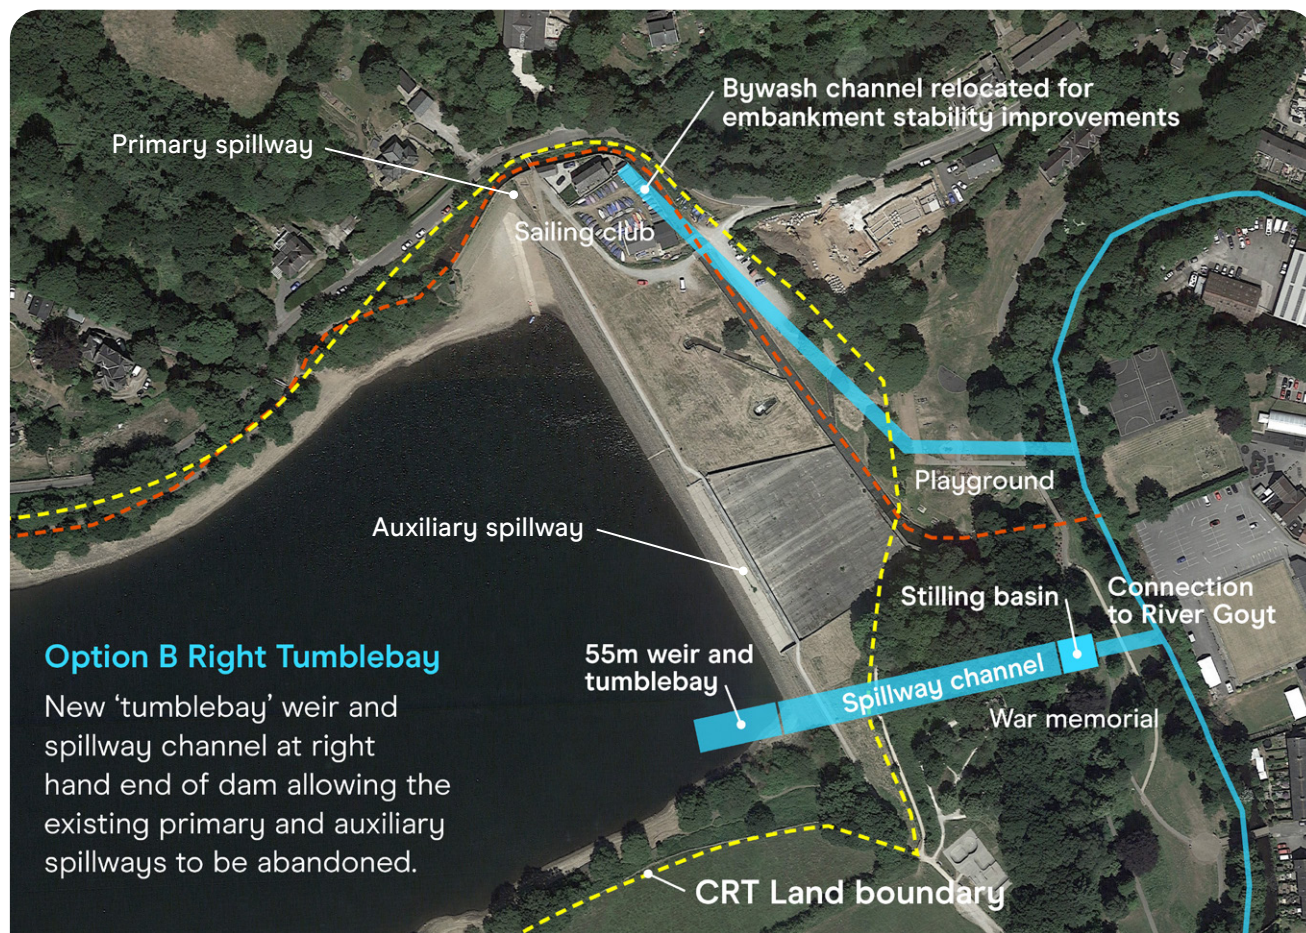 Bywash channel relocated for
embankment stability improvements
Primary spillway
Sailing club
Playground
Auxiliary spillway
Stilling basin
Connection
to River Goyt
55m weir and
tumblebay
Spillway channel
War memorial
Option B Right Tumblebay
New ‘tumblebay’ weir and
spillway channel at right
hand end of dam allowing the
existing primary and auxiliary
spillways to be abandoned.
CRT Land boundary